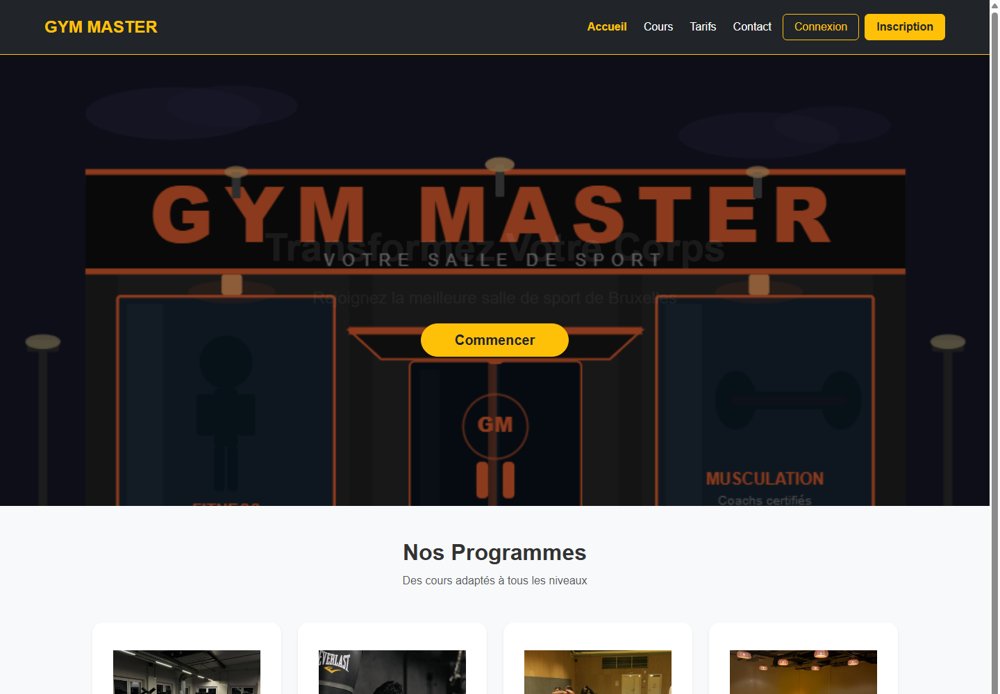 GYM MASTER
Accueil Cours Tarifs Contact Connexion Inscription
GYM MASTER
Transformez Votre Corps
VOTRE SALLE DE SPORT
Rejoignez la meilleure salle de sport de Bruxelles
Commencer
GM
MUSCULATION
Coachs certifiés
FITNESS
Nos Programmes
Des cours adaptés à tous les niveaux
EVERLAST